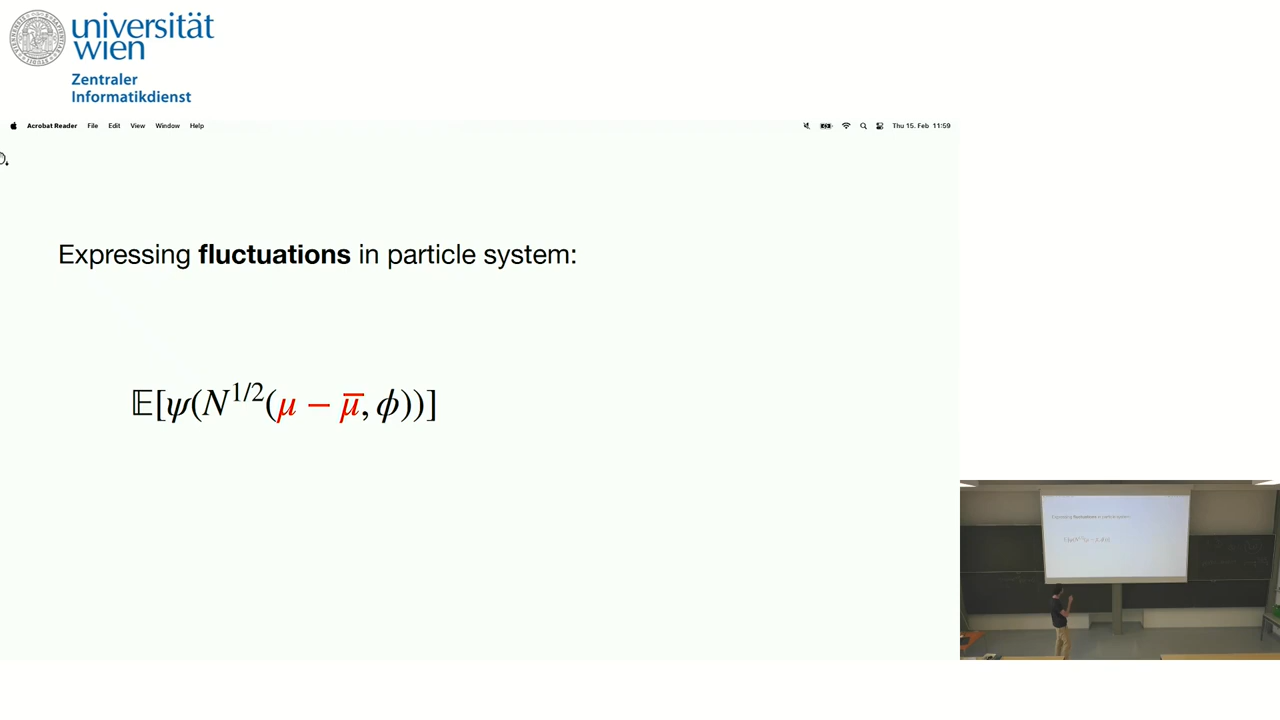 universität
wien
Zentraler
Informatikdienst
Acrobat Reader File Edit View Window Help Thu 15. Feb 11:59
Expressing fluctuations in particle system:
𝔼[ψ(N^{1/2}(μ − μ̅, ϕ))]